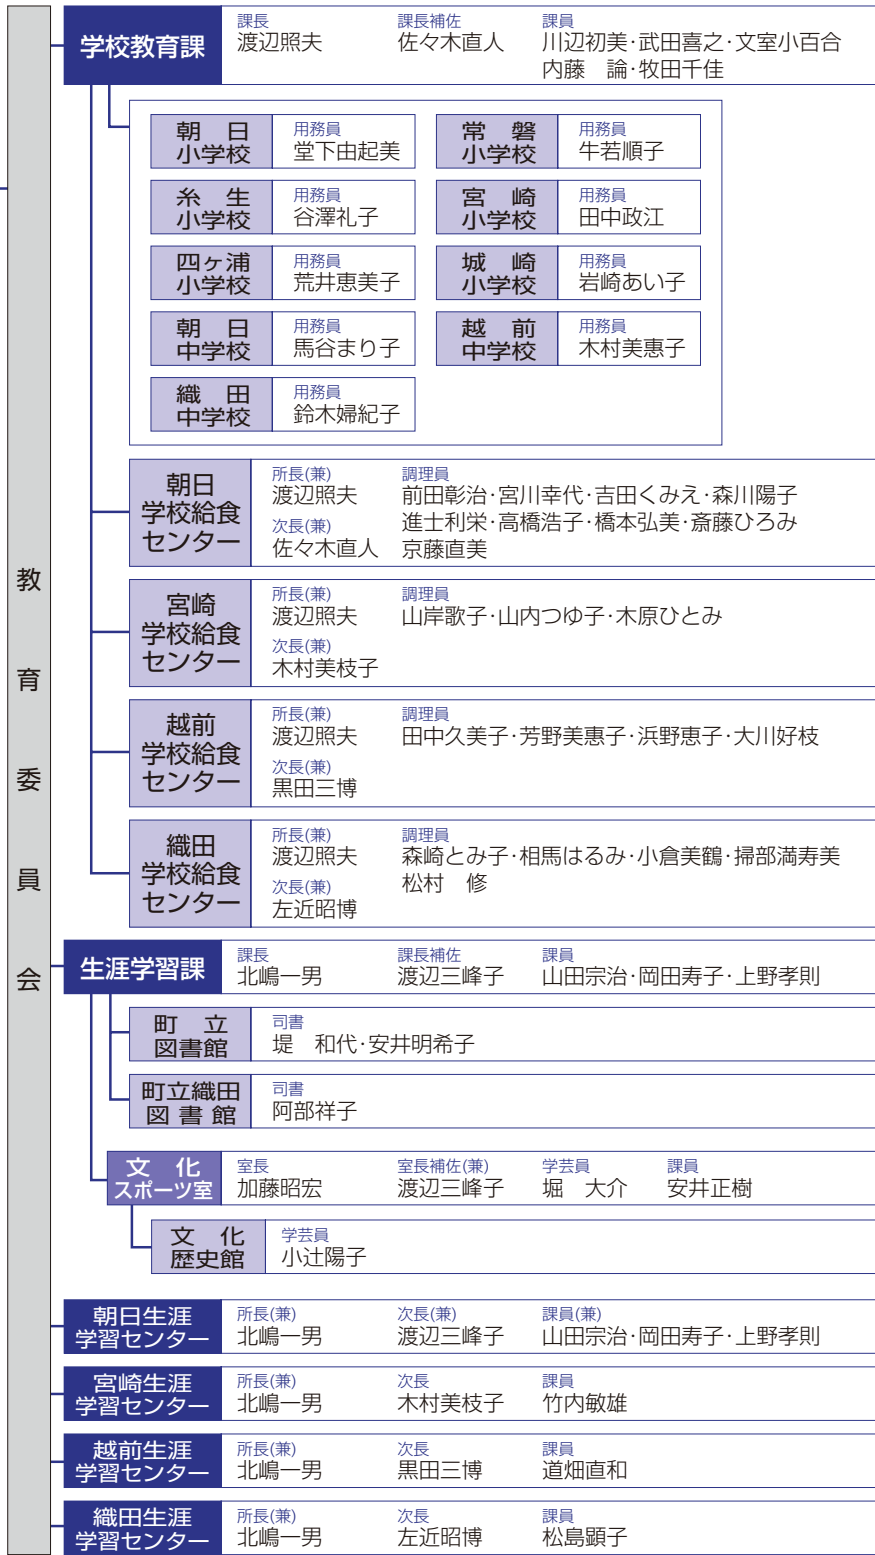 教育委員会
学校教育課
課長
渡辺照夫
課長補佐
佐々木直人
課員
川辺初美・武田喜之・文室小百合
内藤　論・牧田千佳
朝　日
小学校
用務員
堂下由起美
常　磐
小学校
用務員
牛若順子
糸　生
小学校
用務員
谷澤礼子
宮　崎
小学校
用務員
田中政江
四ヶ浦
小学校
用務員
荒井恵美子
城　崎
小学校
用務員
岩崎あい子
朝　日
中学校
用務員
馬谷まり子
越　前
中学校
用務員
木村美惠子
織　田
中学校
用務員
鈴木婦紀子
朝日
学校給食
センター
所長(兼)
渡辺照夫
次長(兼)
佐々木直人
調理員
前田彰治・宮川幸代・吉田くみえ・森川陽子
進士利栄・高橋浩子・橋本弘美・斎藤ひろみ
京藤直美
宮崎
学校給食
センター
所長(兼)
渡辺照夫
次長(兼)
木村美枝子
調理員
山岸歌子・山内つゆ子・木原ひとみ
越前
学校給食
センター
所長(兼)
渡辺照夫
次長(兼)
黒田三博
調理員
田中久美子・芳野美惠子・浜野恵子・大川好枝
織田
学校給食
センター
所長(兼)
渡辺照夫
次長(兼)
左近昭博
調理員
森崎とみ子・相馬はるみ・小倉美鶴・掃部満寿美
松村　修
生涯学習課
課長
北嶋一男
課長補佐
渡辺三峰子
課員
山田宗治・岡田寿子・上野孝則
町　立
図書館
司書
堤　和代・安井明希子
町立織田
図 書 館
司書
阿部祥子
文　化
スポーツ室
室長
加藤昭宏
室長補佐(兼)
渡辺三峰子
学芸員
堀　大介
課員
安井正樹
文　化
歴史館
学芸員
小辻陽子
朝日生涯
学習センター
所長(兼)
北嶋一男
次長(兼)
渡辺三峰子
課員(兼)
山田宗治・岡田寿子・上野孝則
宮崎生涯
学習センター
所長(兼)
北嶋一男
次長
木村美枝子
課員
竹内敏雄
越前生涯
学習センター
所長(兼)
北嶋一男
次長
黒田三博
課員
道畑直和
織田生涯
学習センター
所長(兼)
北嶋一男
次長
左近昭博
課員
松島顕子